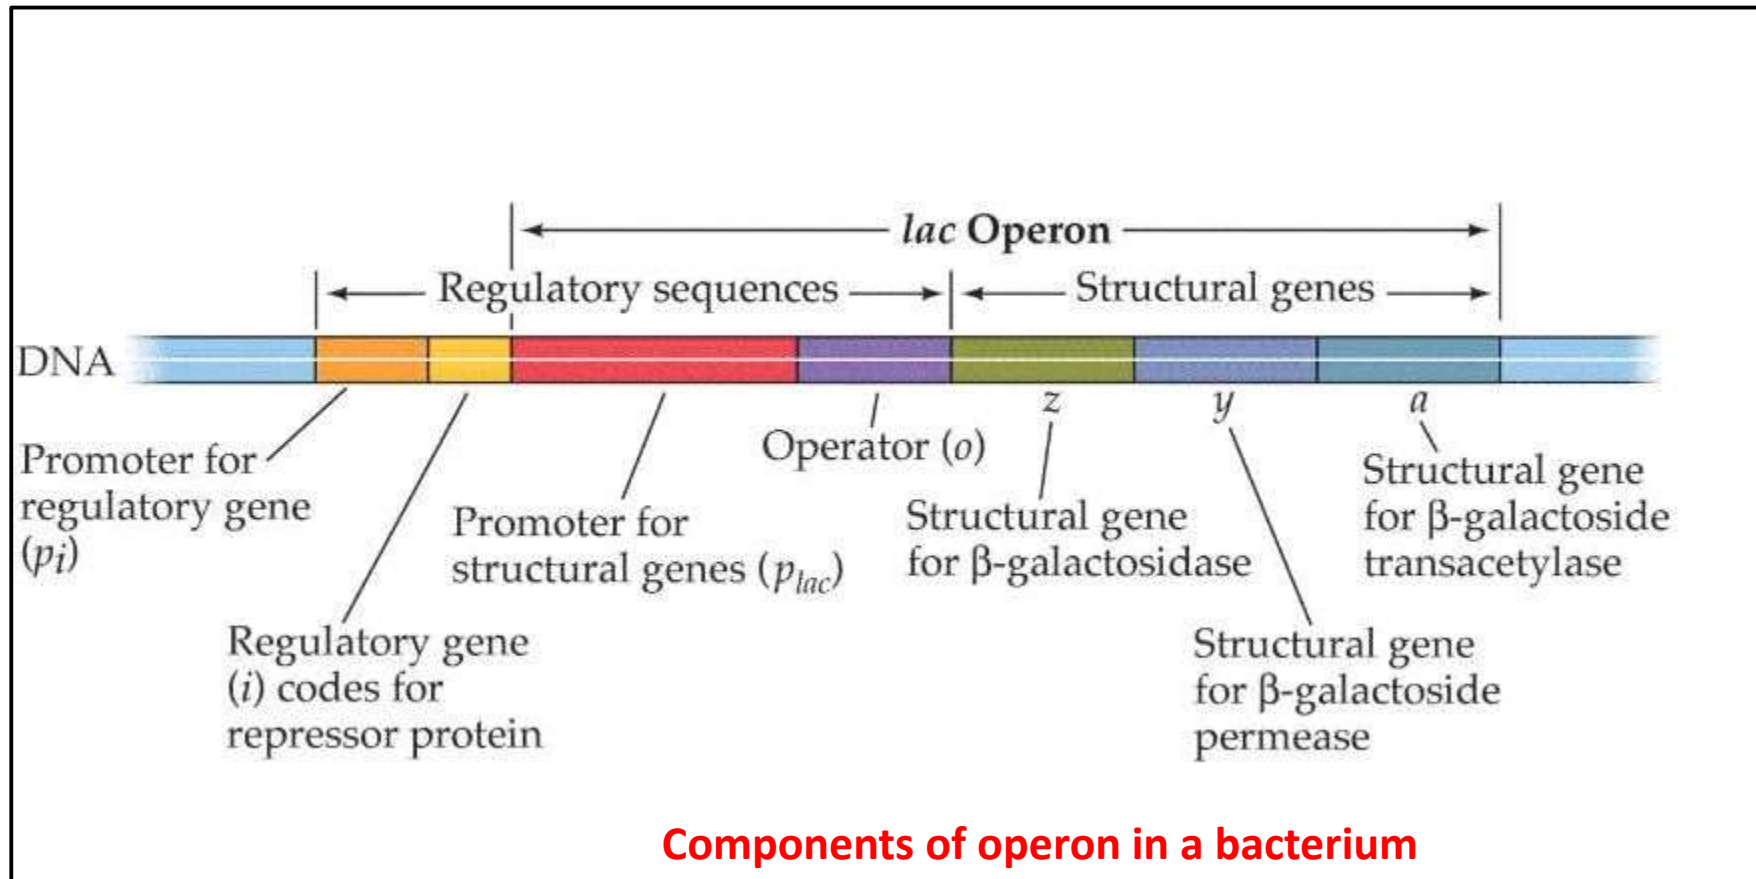 lac Operon
Regulatory sequences
Structural genes
DNA
z
y
a
Promoter for
regulatory gene
(pi)
Regulatory gene
(i) codes for
repressor protein
Promoter for
structural genes (plac)
Operator (o)
Structural gene
for β-galactosidase
Structural gene
for β-galactoside
permease
Structural gene
for β-galactoside
transacetylase
Components of operon in a bacterium